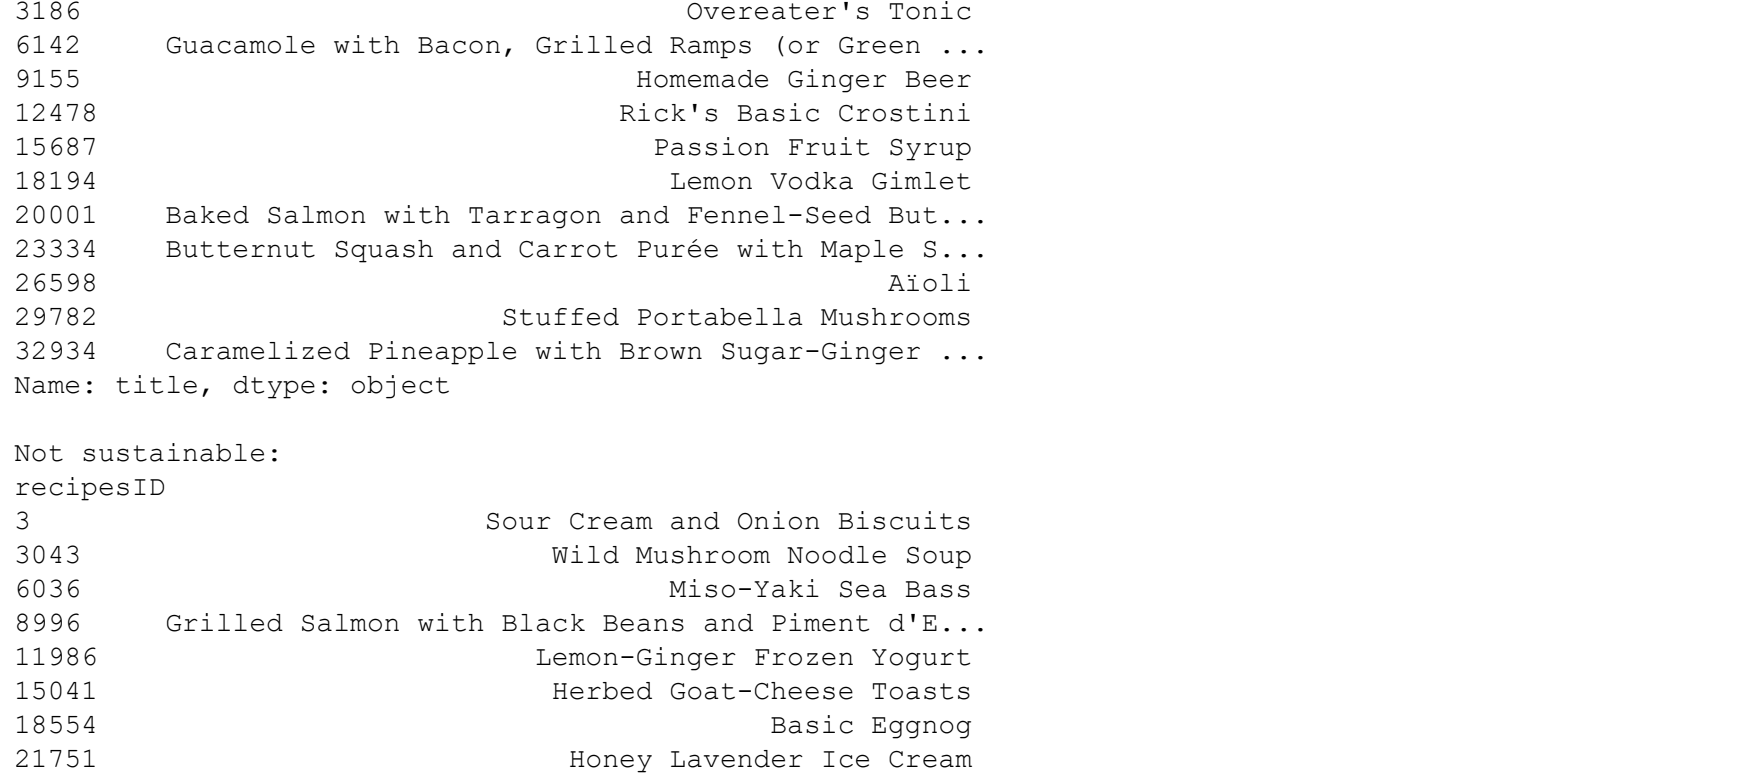 3186 Overeater's Tonic
6142 Guacamole with Bacon, Grilled Ramps (or Green ...
9155 Homemade Ginger Beer
12478 Rick's Basic Crostini
15687 Passion Fruit Syrup
18194 Lemon Vodka Gimlet
20001 Baked Salmon with Tarragon and Fennel-Seed But...
23334 Butternut Squash and Carrot Purée with Maple S...
26598 Aïoli
29782 Stuffed Portabella Mushrooms
32934 Caramelized Pineapple with Brown Sugar-Ginger ...
Name: title, dtype: object
Not sustainable:
recipesID
3 Sour Cream and Onion Biscuits
3043 Wild Mushroom Noodle Soup
6036 Miso-Yaki Sea Bass
8996 Grilled Salmon with Black Beans and Piment d'E...
11986 Lemon-Ginger Frozen Yogurt
15041 Herbed Goat-Cheese Toasts
18554 Basic Eggnog
21751 Honey Lavender Ice Cream